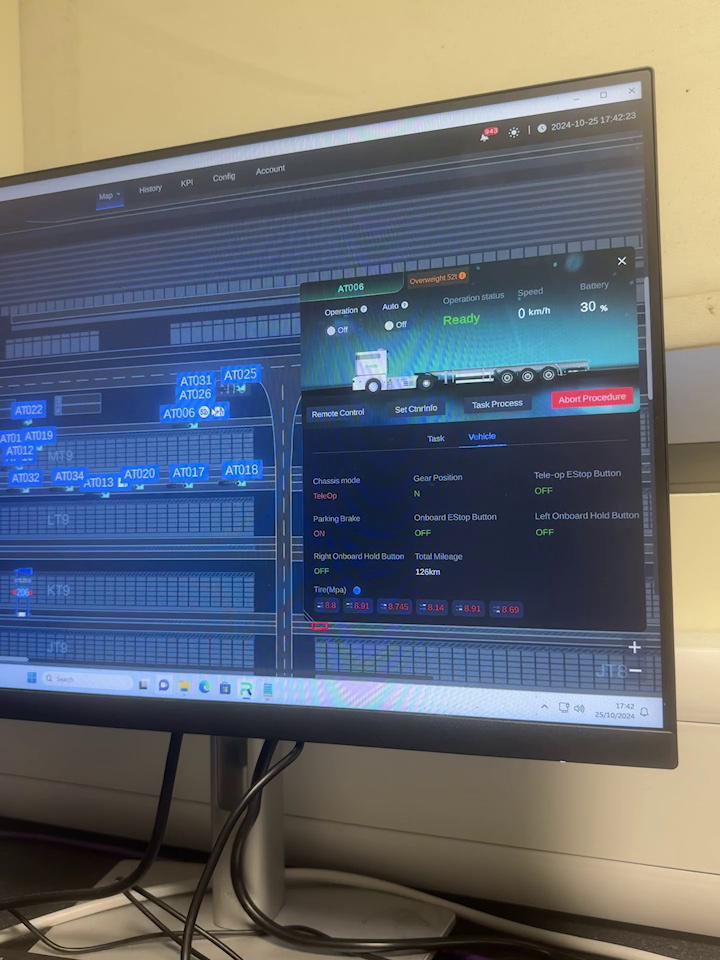 943 | 2024-10-25 17:42:23
Map History KPI Config Account
AT006 Overweight 52t
Operation ? Auto ? Operation status Speed Battery
Off Off Ready 0 km/h 30 %
Remote Control Set CtnrInfo Task Process Abort Procedure
Task Vehicle
Chassis mode Gear Position Tele-op EStop Button
TeleOp N OFF
Parking Brake Onboard EStop Button Left Onboard Hold Button
ON OFF OFF
Right Onboard Hold Button Total Mileage
OFF 126km
Tire(Mpa)
8.8 8.91 8.745 8.14 8.91 8.69
AT031 AT025
AT026
AT022 AT006
AT01 AT019
AT012 MT9
AT032 AT034 AT013 AT020 AT017 AT018
LT9
KT9
206
JT9 JT8
+
−
Search
17:42
25/10/2024